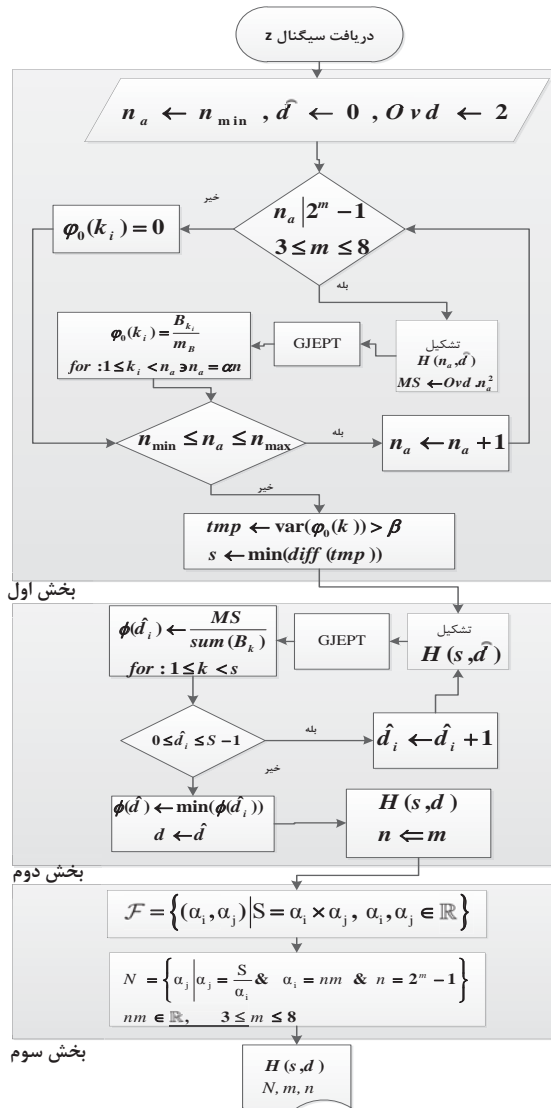 دریافت سیگنال z
n_a ← n_min , d̂ ← 0 , Ovd ← 2
خیر
n_a | 2^m − 1
3 ≤ m ≤ 8
φ_0(k_i) = 0
بله
φ_0(k_i) = B_{k_i} / m_B
for : 1 ≤ k_i < n_a ∋ n_a = αn
GJEPT
تشکیل
H(n_a, d̂)
MS ← Ovd.n_a^2
n_min ≤ n_a ≤ n_max
بله
n_a ← n_a + 1
خیر
tmp ← var(φ_0(k)) > β
s ← min(diff(tmp))
بخش اول
ϕ(d̂_i) ← MS / sum(B_k)
for : 1 ≤ k < s
GJEPT
تشکیل
H(s, d̂)
0 ≤ d̂_i ≤ S − 1
بله
d̂_i ← d̂_i + 1
خیر
ϕ(d̂) ← min(ϕ(d̂_i))
d ← d̂
H(s, d)
n ⇐ m
بخش دوم
ℱ = {(α_i, α_j) | S = α_i × α_j , α_i, α_j ∈ ℝ}
N = {α_j | α_j = S / α_i & α_i = nm & n = 2^m − 1}
nm ∈ ℝ, 3 ≤ m ≤ 8
بخش سوم
H(s, d)
N, m, n